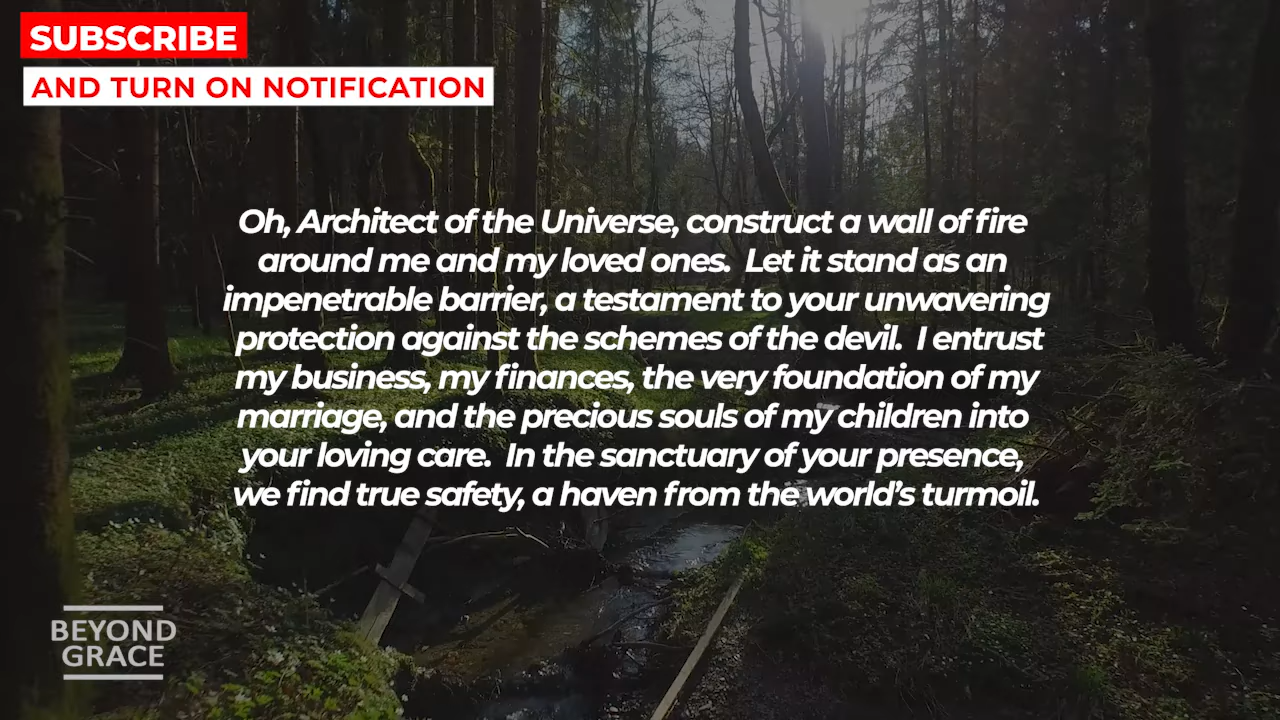 SUBSCRIBE
AND TURN ON NOTIFICATION
Oh, Architect of the Universe, construct a wall of fire
around me and my loved ones. Let it stand as an
impenetrable barrier, a testament to your unwavering
protection against the schemes of the devil. I entrust
my business, my finances, the very foundation of my
marriage, and the precious souls of my children into
your loving care. In the sanctuary of your presence,
we find true safety, a haven from the world's turmoil.
BEYOND
GRACE